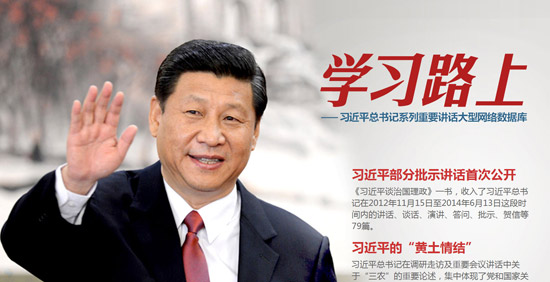 学习路上
——习近平总书记系列重要讲话大型网络数据库
习近平部分批示讲话首次公开
《习近平谈治国理政》一书，收入了习近平总书
记在2012年11月15日至2014年6月13日这段时
间内的讲话、谈话、演讲、答问、批示、贺信等
79篇。
习近平的“黄土情结”
习近平总书记在调研走访及重要会议讲话中关
于“三农”的重要论述，集中体现了党和国家关